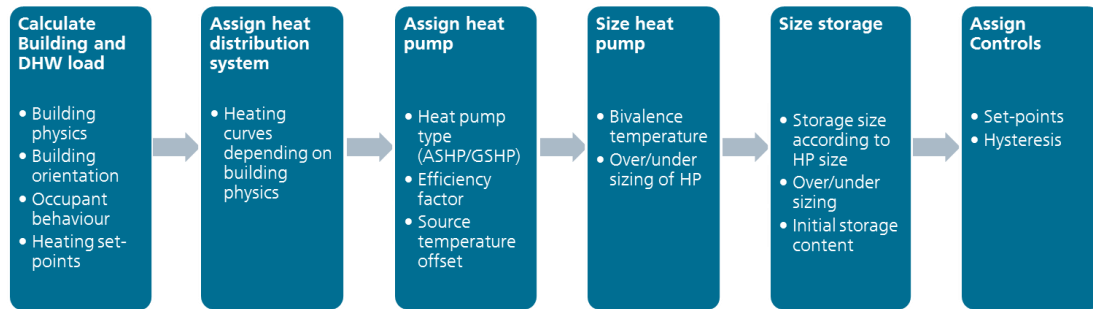 Calculate
Building and
DHW load
• Building
physics
• Building
orientation
• Occupant
behaviour
• Heating set-
points
Assign heat
distribution
system
• Heating
curves
depending on
building
physics
Assign heat
pump
• Heat pump
type
(ASHP/GSHP)
• Efficiency
factor
• Source
temperature
offset
Size heat
pump
• Bivalence
temperature
• Over/under
sizing of HP
Size storage
• Storage size
according to
HP size
• Over/under
sizing
• Initial storage
content
Assign
Controls
• Set-points
• Hysteresis